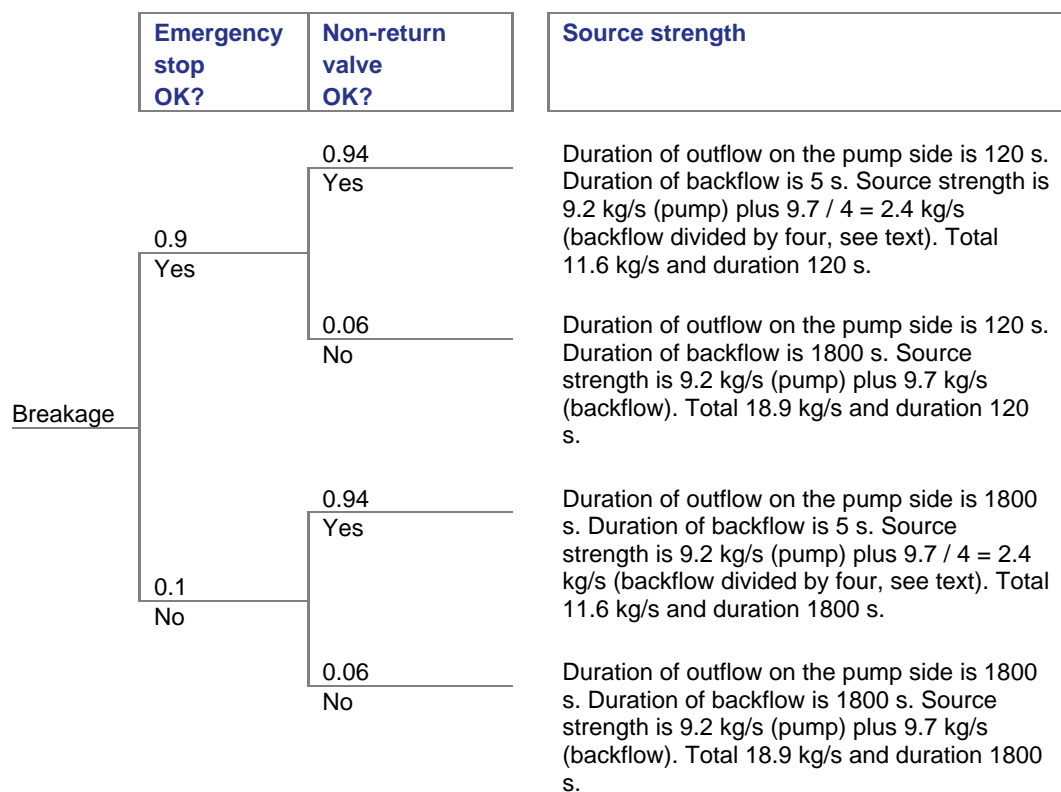 Emergency
stop
OK?
Non-return
valve
OK?
Source strength
0.94
Yes
Duration of outflow on the pump side is 120 s.
Duration of backflow is 5 s. Source strength is
9.2 kg/s (pump) plus 9.7 / 4 = 2.4 kg/s
(backflow divided by four, see text). Total
11.6 kg/s and duration 120 s.
0.9
Yes
0.06
No
Duration of outflow on the pump side is 120 s.
Duration of backflow is 1800 s. Source
strength is 9.2 kg/s (pump) plus 9.7 kg/s
(backflow). Total 18.9 kg/s and duration 120
s.
Breakage
0.94
Yes
Duration of outflow on the pump side is 1800
s. Duration of backflow is 5 s. Source
strength is 9.2 kg/s (pump) plus 9.7 / 4 = 2.4
kg/s (backflow divided by four, see text). Total
11.6 kg/s and duration 1800 s.
0.1
No
0.06
No
Duration of outflow on the pump side is 1800
s. Duration of backflow is 1800 s. Source
strength is 9.2 kg/s (pump) plus 9.7 kg/s
(backflow). Total 18.9 kg/s and duration 1800
s.